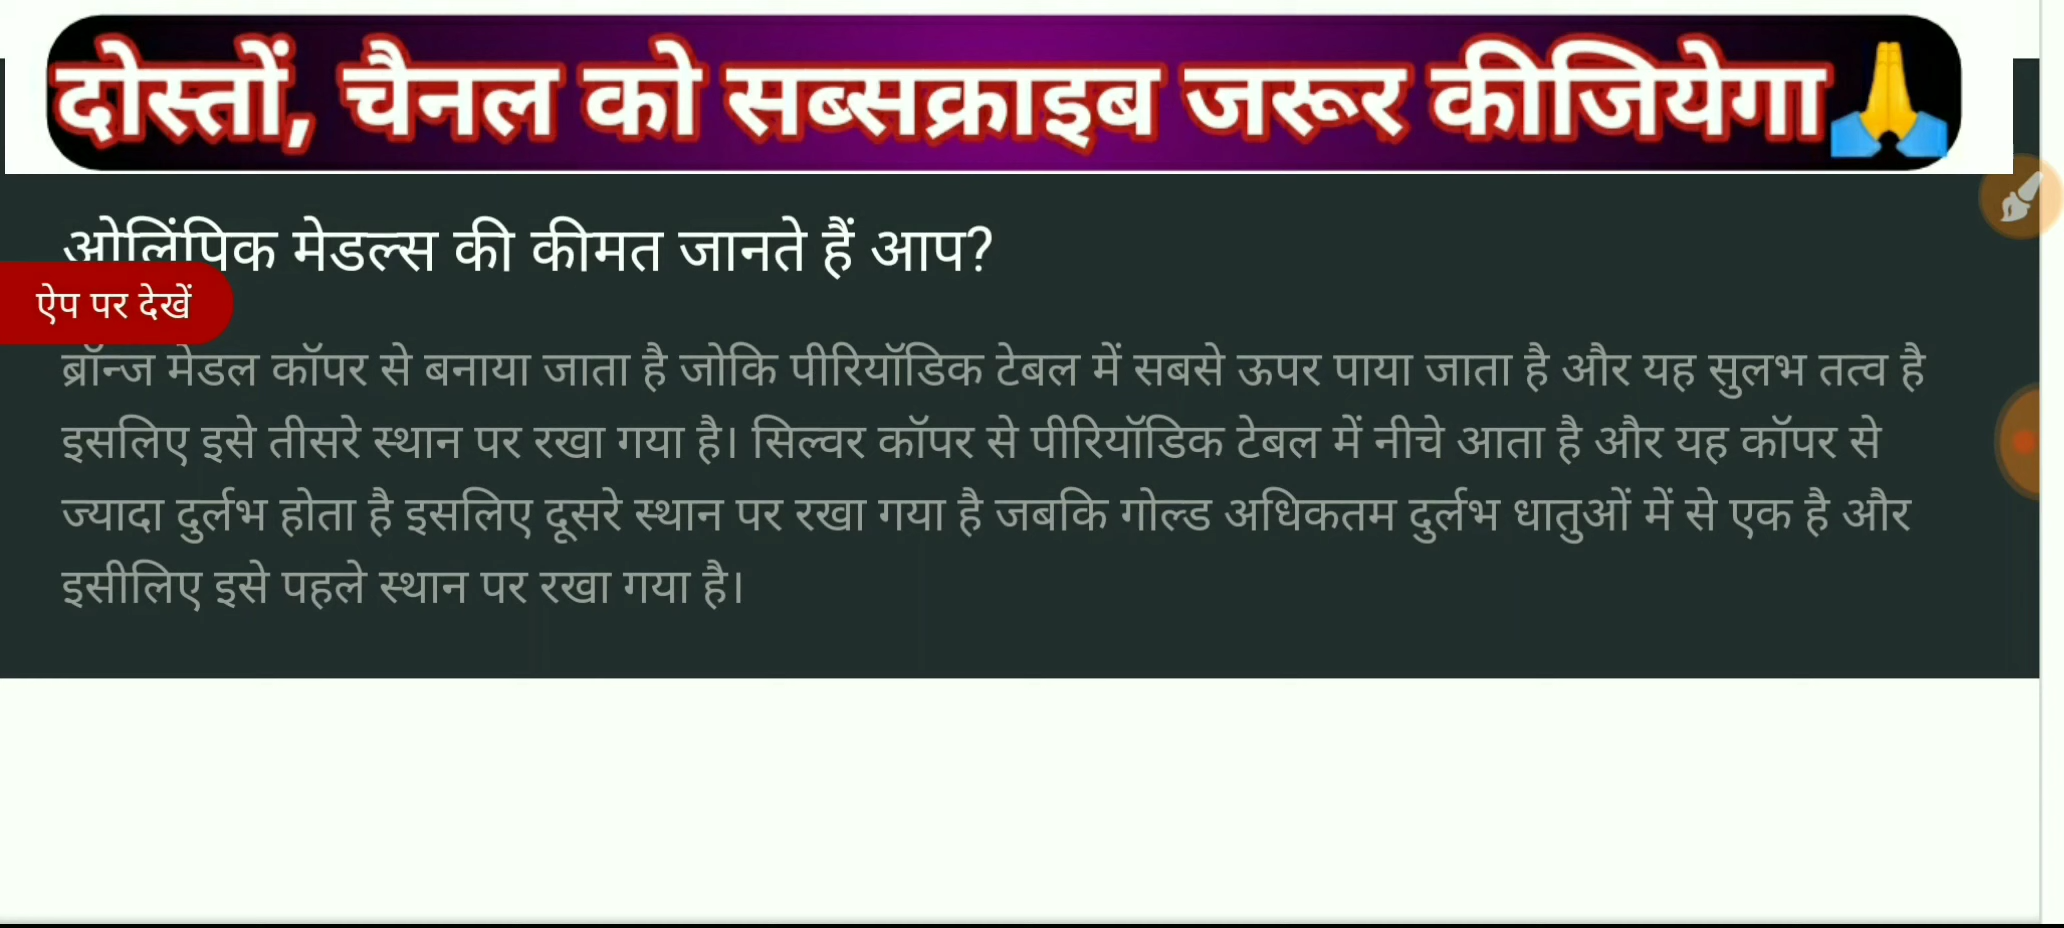 दोस्तों, चैनल को सब्सक्राइब जरूर कीजियेगा🙏
ओलिंपिक मेडल्स की कीमत जानते हैं आप?
ऐप पर देखें
ब्रॉन्ज मेडल कॉपर से बनाया जाता है जोकि पीरियॉडिक टेबल में सबसे ऊपर पाया जाता है और यह सुलभ तत्व है
इसलिए इसे तीसरे स्थान पर रखा गया है। सिल्वर कॉपर से पीरियॉडिक टेबल में नीचे आता है और यह कॉपर से
ज्यादा दुर्लभ होता है इसलिए दूसरे स्थान पर रखा गया है जबकि गोल्ड अधिकतम दुर्लभ धातुओं में से एक है और
इसीलिए इसे पहले स्थान पर रखा गया है।